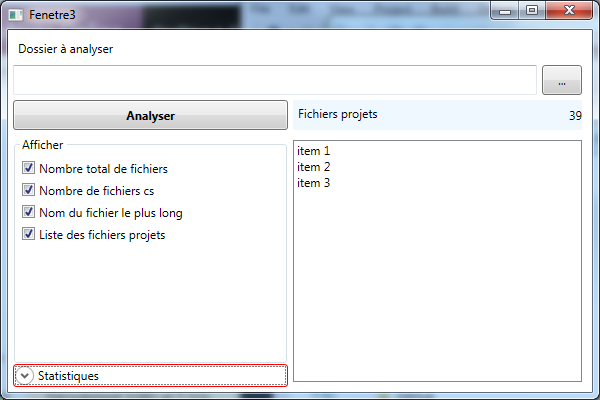 Fenetre3
Dossier à analyser
...
Analyser
Fichiers projets 39
Afficher
Nombre total de fichiers
Nombre de fichiers cs
Nom du fichier le plus long
Liste des fichiers projets
item 1
item 2
item 3
Statistiques